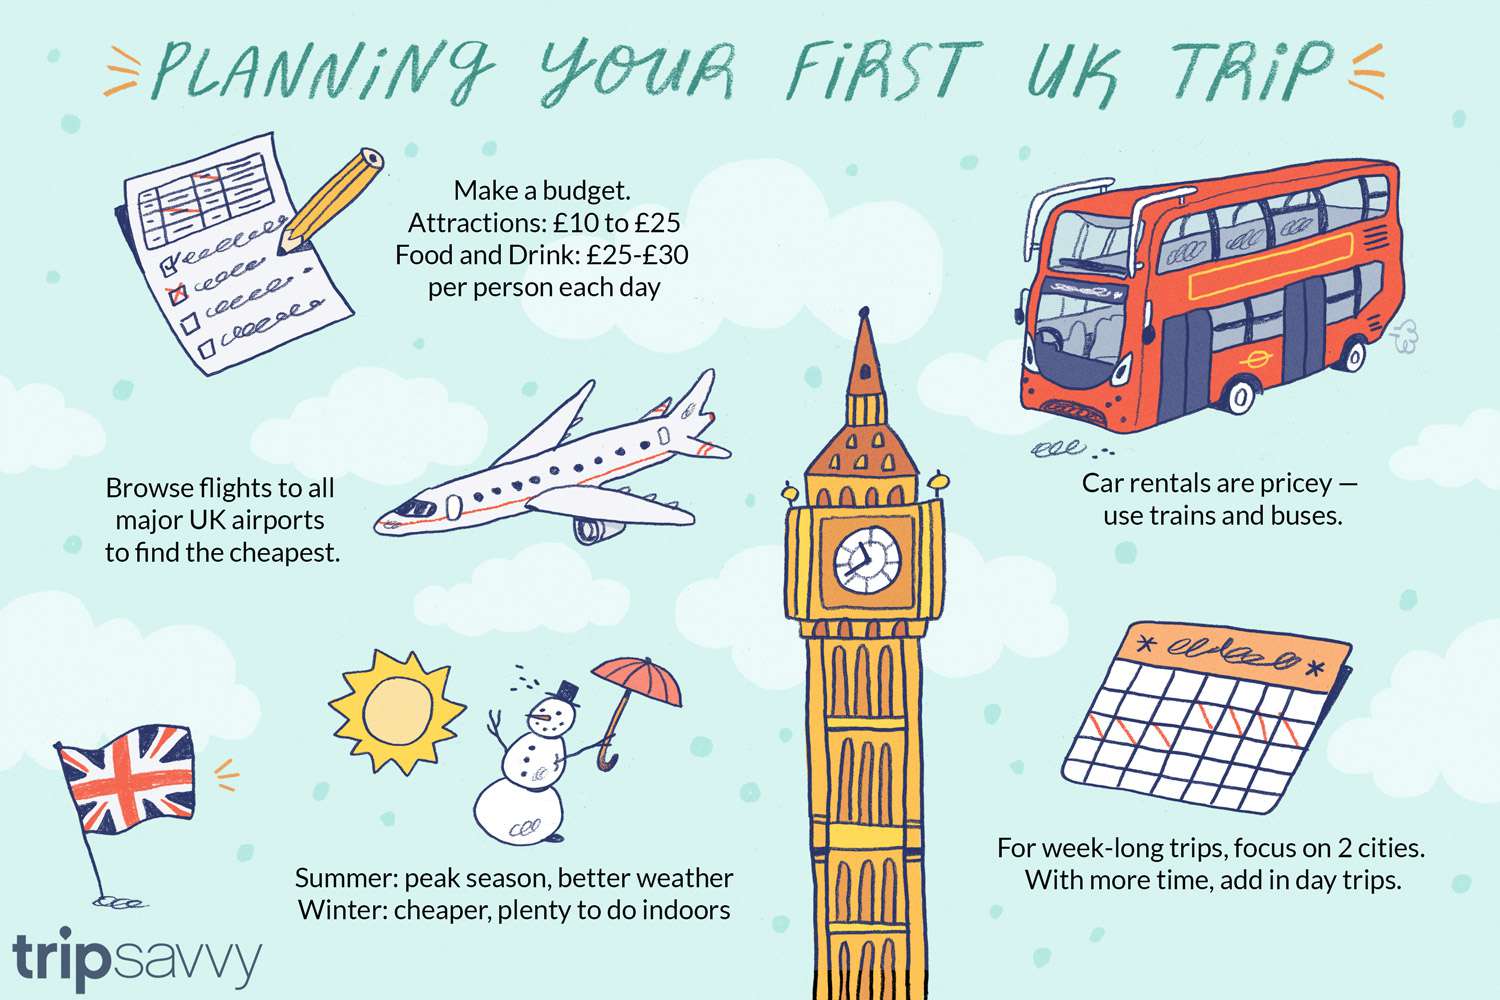 PLANNING YOUR FIRST UK TRIP
Make a budget.
Attractions: £10 to £25
Food and Drink: £25-£30
per person each day
Browse flights to all
major UK airports
to find the cheapest.
Car rentals are pricey —
use trains and buses.
Summer: peak season, better weather
Winter: cheaper, plenty to do indoors
For week-long trips, focus on 2 cities.
With more time, add in day trips.
tripsavvy